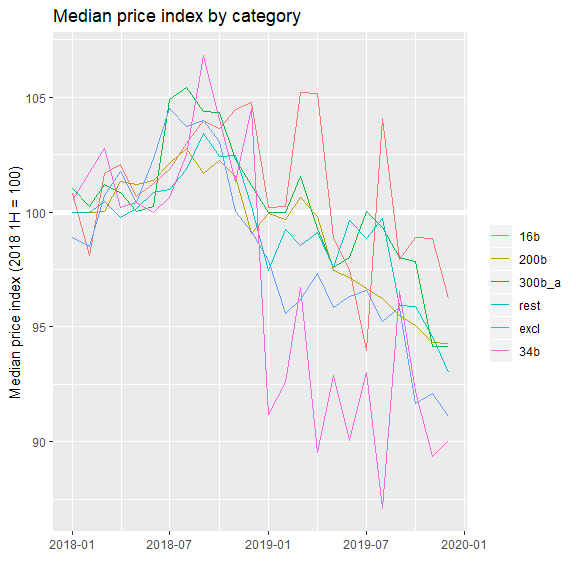 Median price index by category
Median price index (2018 1H = 100)
105
100
95
90
2018-01
2018-07
2019-01
2019-07
2020-01
16b
200b
300b_a
rest
excl
34b